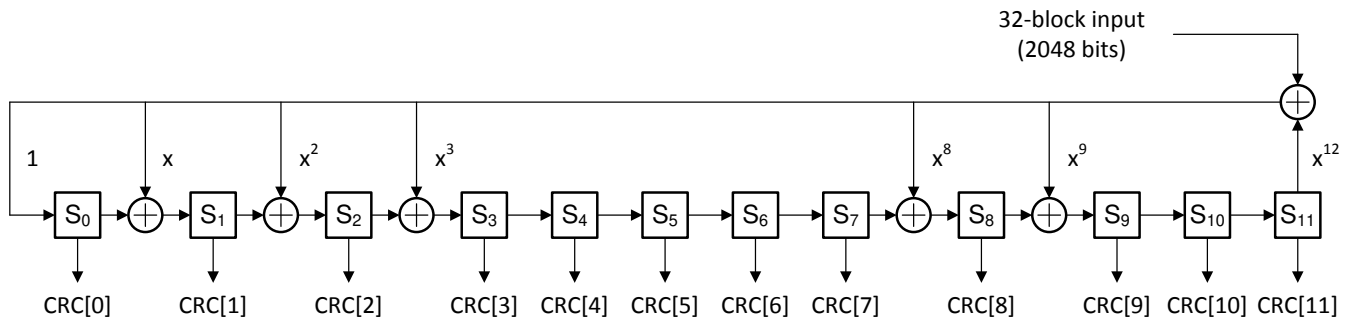 32-block input
(2048 bits)
1 x x² x³ x⁸ x⁹ x¹²
S₀ S₁ S₂ S₃ S₄ S₅ S₆ S₇ S₈ S₉ S₁₀ S₁₁
CRC[0] CRC[1] CRC[2] CRC[3] CRC[4] CRC[5] CRC[6] CRC[7] CRC[8] CRC[9] CRC[10] CRC[11]